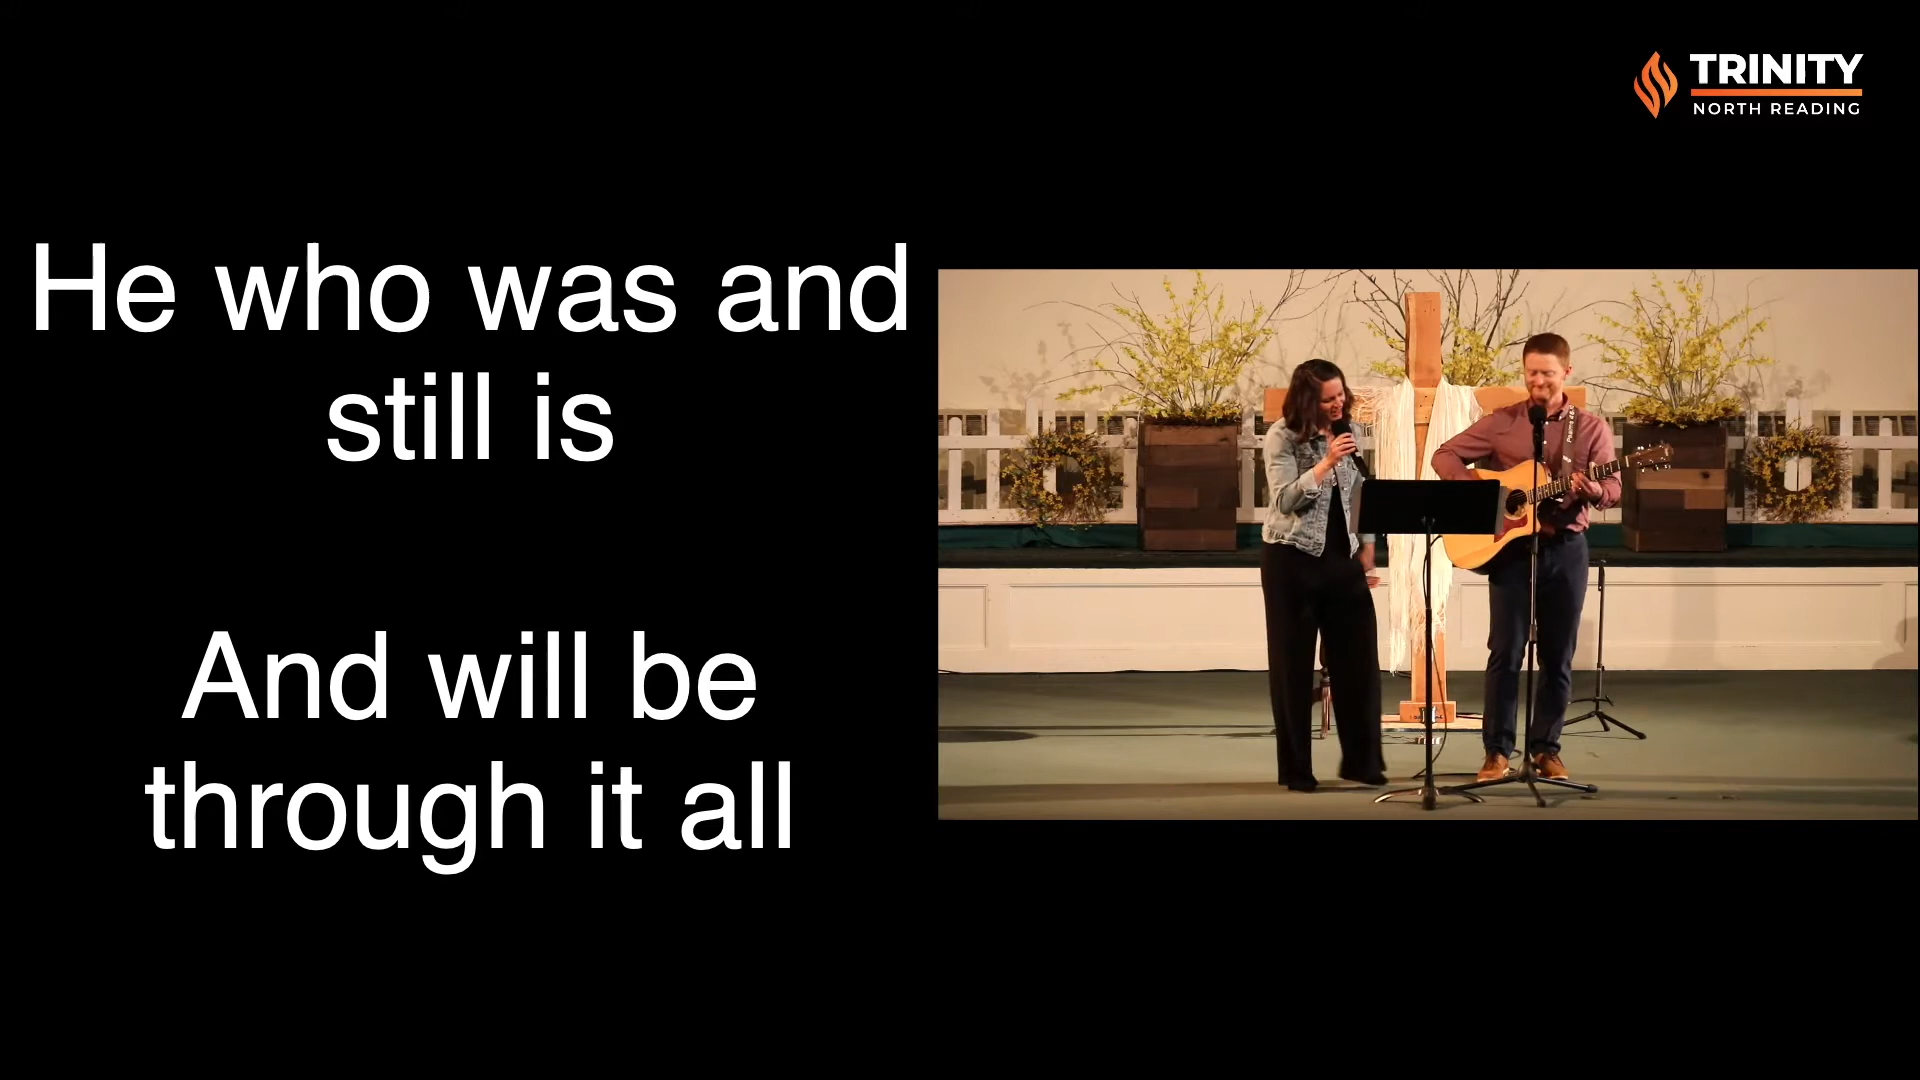 TRINITY
NORTH READING
He who was and
still is
And will be
through it all